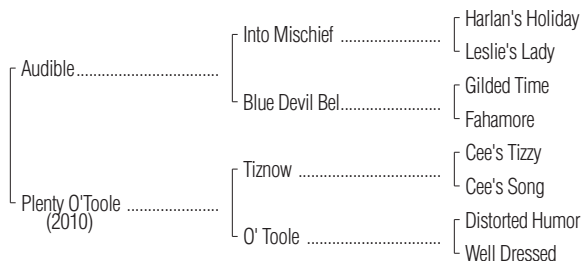 Harlan's Holiday
Into Mischief
Leslie's Lady
Audible
Gilded Time
Blue Devil Bel
Fahamore
Cee's Tizzy
Tiznow
Cee's Song
Plenty O'Toole
(2010)
Distorted Humor
O' Toole
Well Dressed